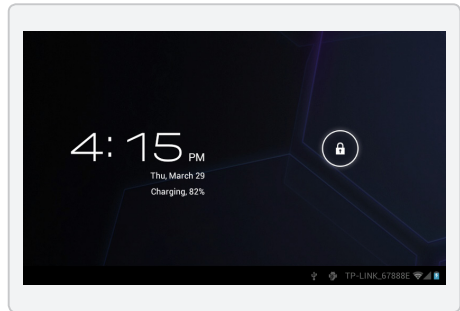 4:15 PM
Thu, March 29
Charging, 82%
TP-LINK_67888E